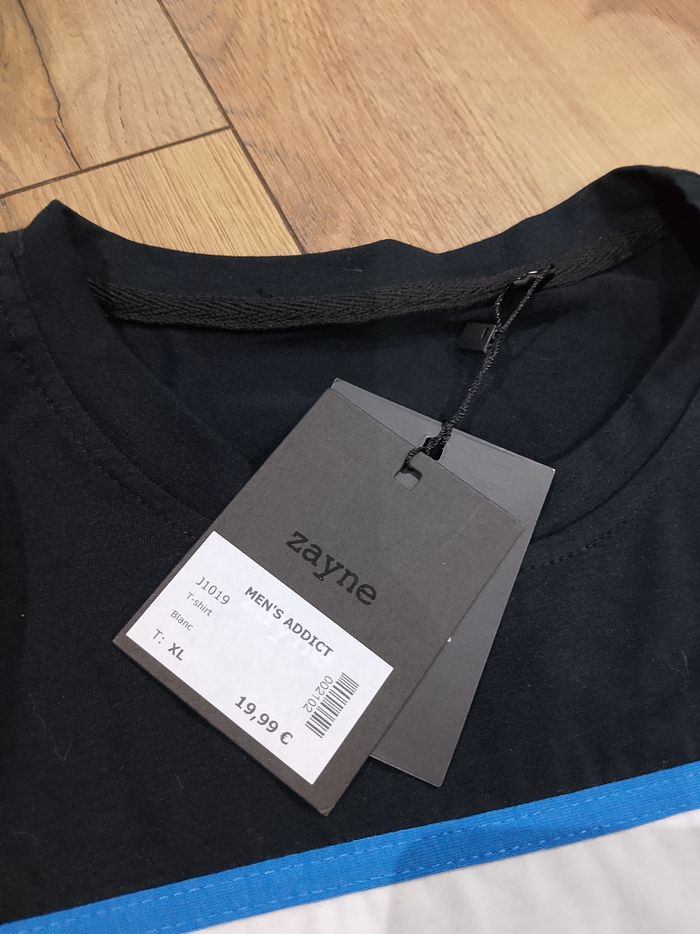 zayne
MEN'S ADDICT
J1019
T-shirt
Blanc
T: XL
002102
19,99 €